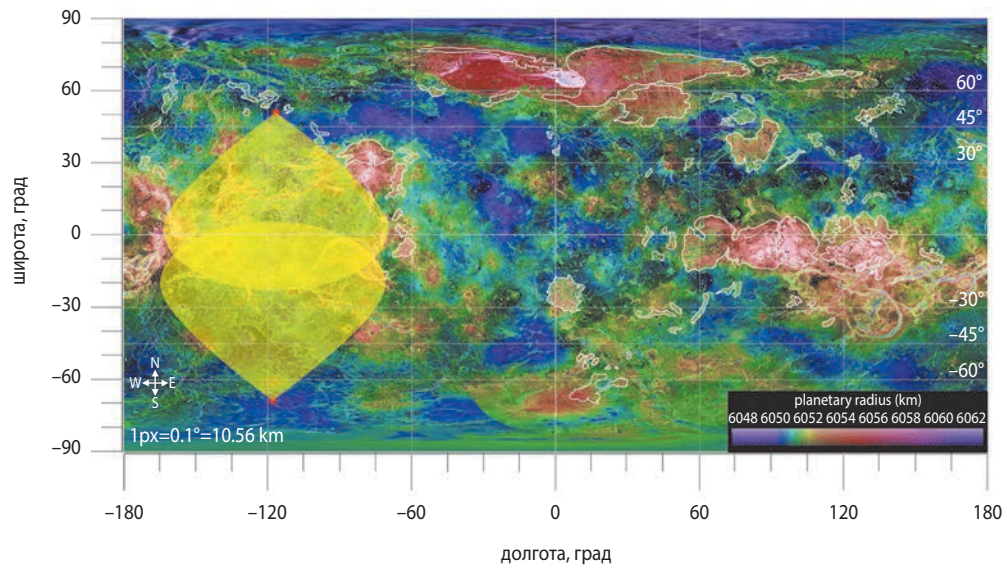 90
60
30
0
–30
–60
–90
широта, град
60°
45°
30°
–30°
–45°
–60°
N
W E
S
1px=0.1°=10.56 km
planetary radius (km)
6048 6050 6052 6054 6056 6058 6060 6062
–180 –120 –60 0 60 120 180
долгота, град